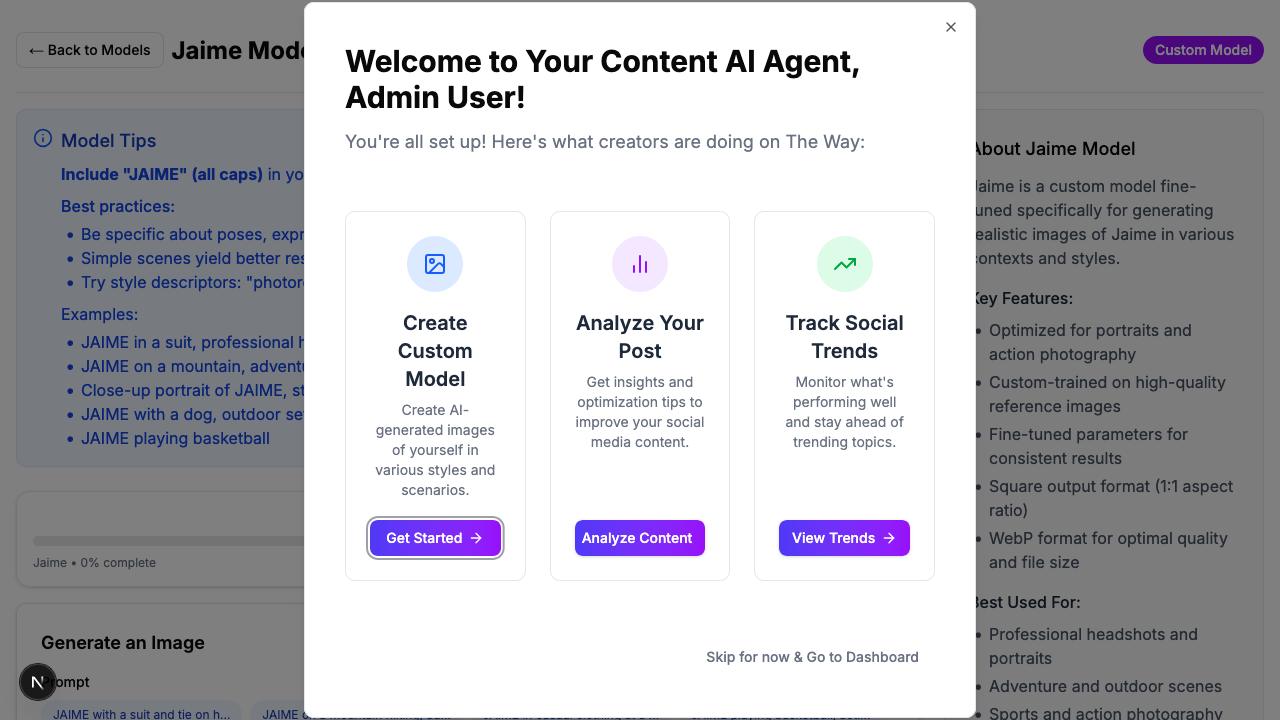 ← Back to Models
Jaime Mode
Custom Model
Welcome to Your Content AI Agent,
Admin User!
You're all set up! Here's what creators are doing on The Way:
Create
Custom
Model
Create AI-
generated images
of yourself in
various styles and
scenarios.
Get Started →
Analyze Your
Post
Get insights and
optimization tips to
improve your social
media content.
Analyze Content
Track Social
Trends
Monitor what's
performing well
and stay ahead of
trending topics.
View Trends →
Skip for now & Go to Dashboard
Model Tips
Include "JAIME" (all caps) in yo
Best practices:
• Be specific about poses, expr
• Simple scenes yield better res
• Try style descriptors: "photor
Examples:
• JAIME in a suit, professional h
• JAIME on a mountain, adventu
• Close-up portrait of JAIME, st
• JAIME with a dog, outdoor se
• JAIME playing basketball
Jaime • 0% complete
Generate an Image
Prompt
N
JAIME with a suit and tie on h...
About Jaime Model
Jaime is a custom model fine-
tuned specifically for generating
realistic images of Jaime in various
contexts and styles.
Key Features:
• Optimized for portraits and
action photography
• Custom-trained on high-quality
reference images
• Fine-tuned parameters for
consistent results
• Square output format (1:1 aspect
ratio)
• WebP format for optimal quality
and file size
Best Used For:
• Professional headshots and
portraits
• Adventure and outdoor scenes
• Sports and action photography